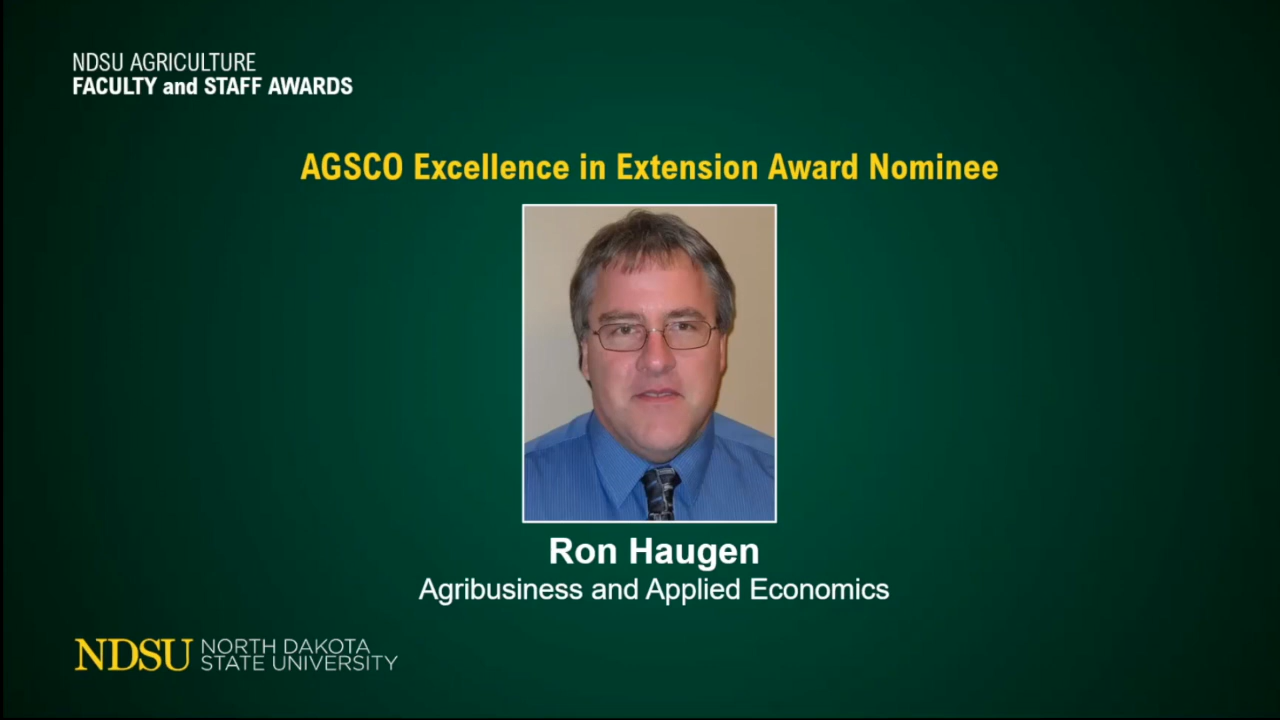 NDSU AGRICULTURE
FACULTY and STAFF AWARDS
AGSCO Excellence in Extension Award Nominee
Ron Haugen
Agribusiness and Applied Economics
NDSU NORTH DAKOTA
STATE UNIVERSITY